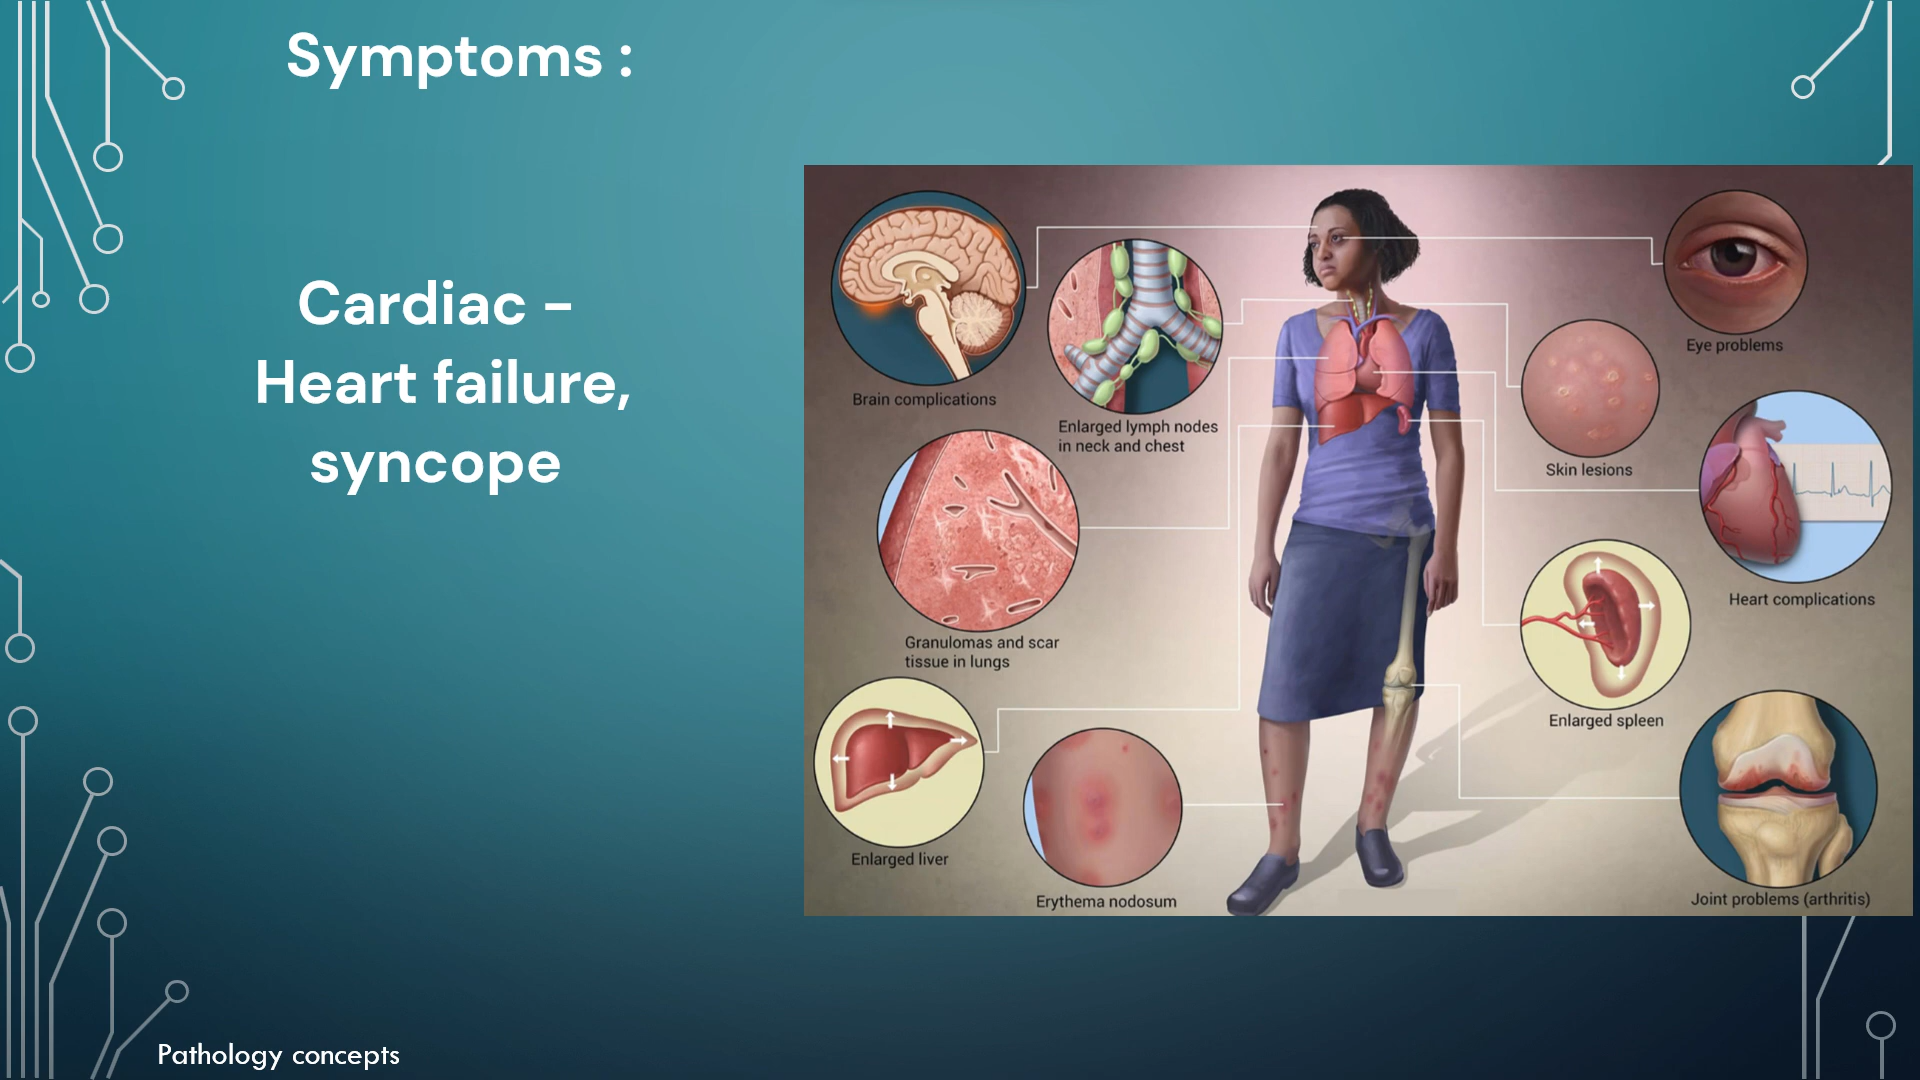 Symptoms :
Cardiac -
Heart failure,
syncope
Brain complications
Enlarged lymph nodes
in neck and chest
Eye problems
Skin lesions
Granulomas and scar
tissue in lungs
Heart complications
Enlarged spleen
Enlarged liver
Erythema nodosum
Joint problems (arthritis)
Pathology concepts